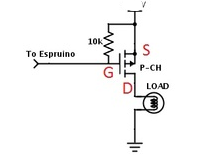 V
10k
S
To Espruino
P-CH
G
D
LOAD